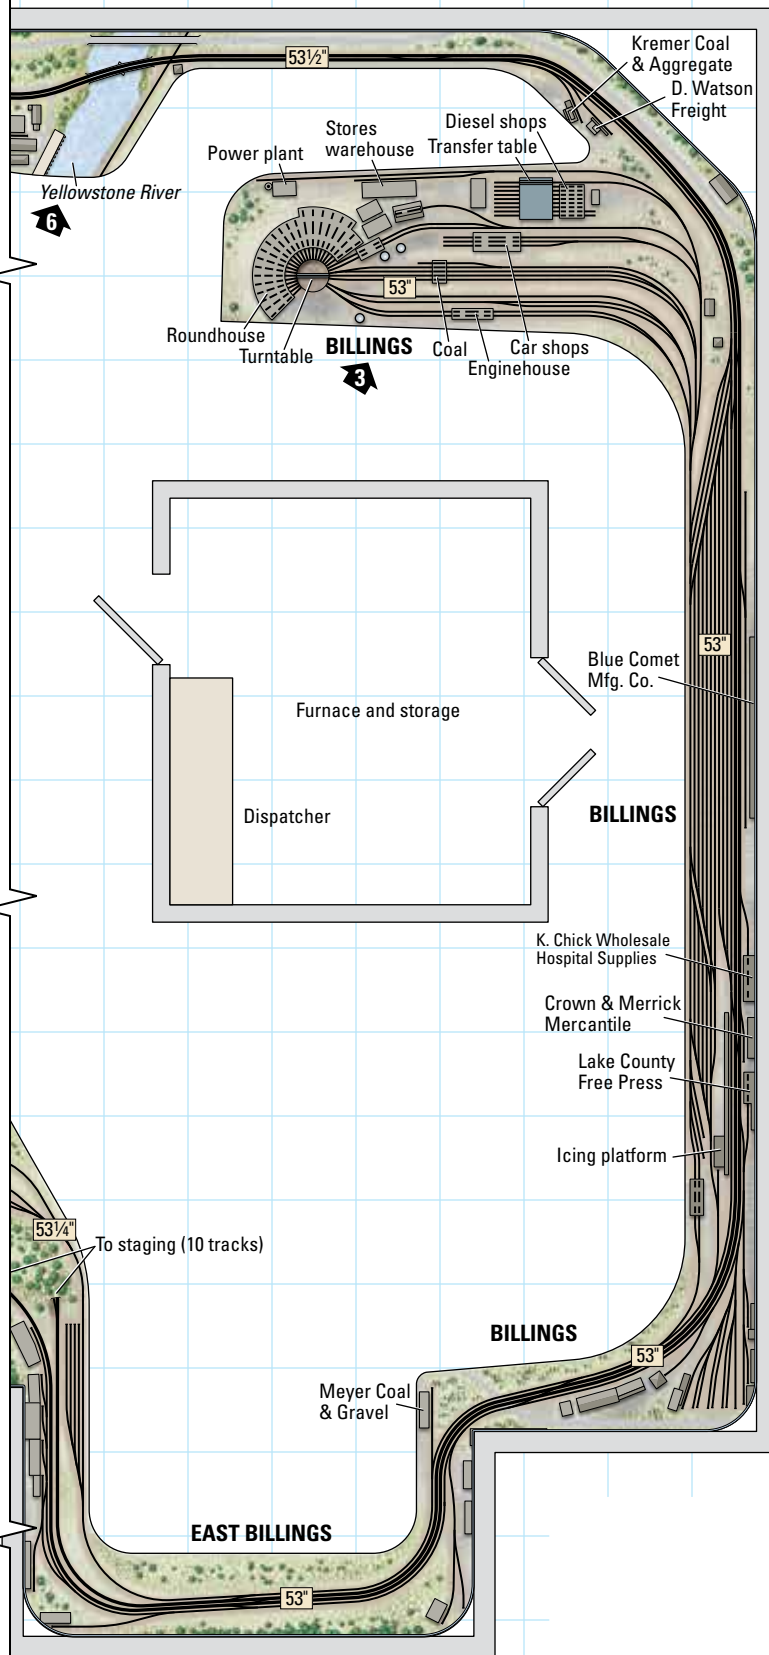 53½"
Kremer Coal
& Aggregate
D. Watson
Freight
Diesel shops
Transfer table
Stores
warehouse
Power plant
Yellowstone River
6
53"
Roundhouse
Turntable
BILLINGS
3
Coal
Car shops
Enginehouse
53"
Blue Comet
Mfg. Co.
Furnace and storage
Dispatcher
BILLINGS
K. Chick Wholesale
Hospital Supplies
Crown & Merrick
Mercantile
Lake County
Free Press
Icing platform
53¼"
To staging (10 tracks)
BILLINGS
53"
Meyer Coal
& Gravel
EAST BILLINGS
53"